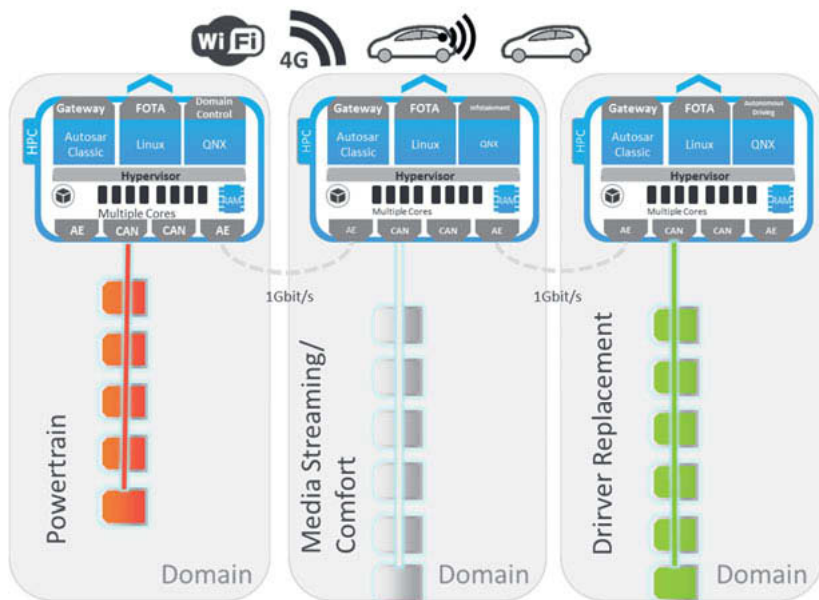 WiFi
4G
HPC
Gateway
FOTA
Domain
Control
Autosar
Classic
Linux
QNX
Hypervisor
Multiple Cores
RAM
AE
CAN
CAN
AE
HPC
Gateway
FOTA
Infotainment
Autosar
Classic
Linux
QNX
Hypervisor
Multiple Cores
RAM
AE
CAN
CAN
AE
HPC
Gateway
FOTA
Autonomous
Driving
Autosar
Classic
Linux
QNX
Hypervisor
Multiple Cores
RAM
AE
CAN
CAN
AE
1Gbit/s
1Gbit/s
Powertrain
Media Streaming/
Comfort
Drirver Replacement
Domain
Domain
Domain